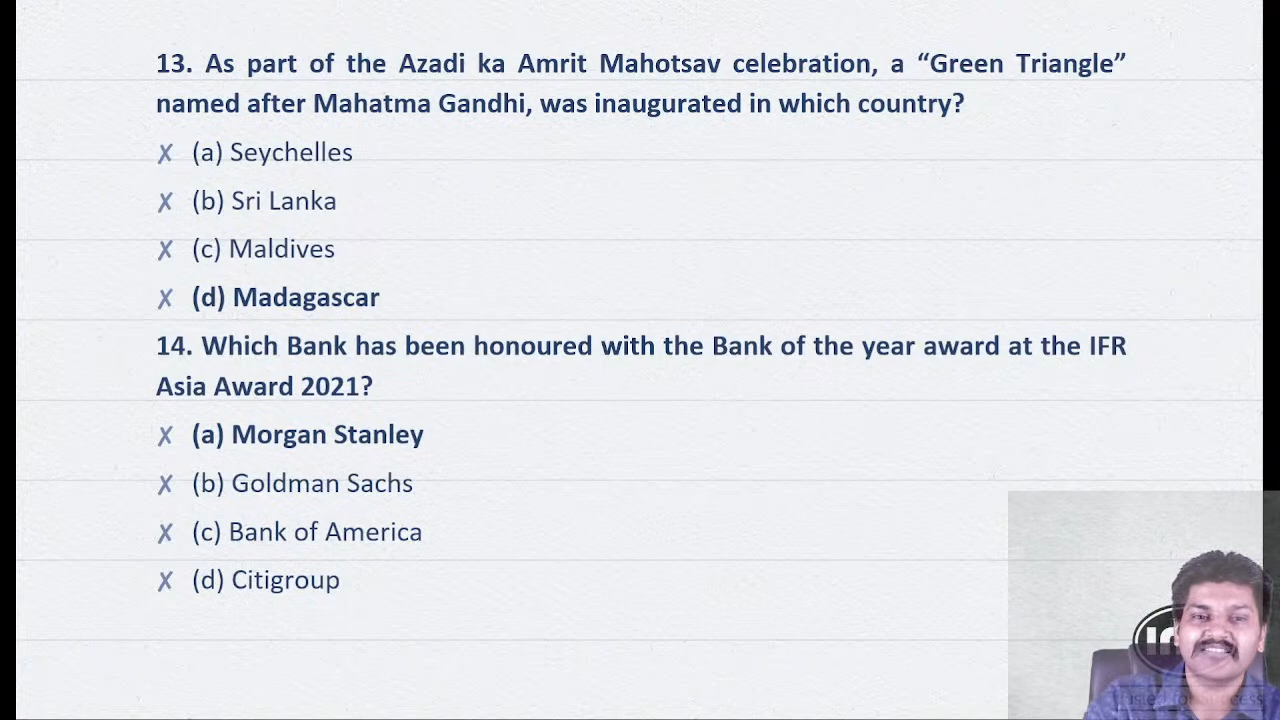 13. As part of the Azadi ka Amrit Mahotsav celebration, a “Green Triangle”
named after Mahatma Gandhi, was inaugurated in which country?
✗ (a) Seychelles
✗ (b) Sri Lanka
✗ (c) Maldives
✗ (d) Madagascar
14. Which Bank has been honoured with the Bank of the year award at the IFR
Asia Award 2021?
✗ (a) Morgan Stanley
✗ (b) Goldman Sachs
✗ (c) Bank of America
✗ (d) Citigroup